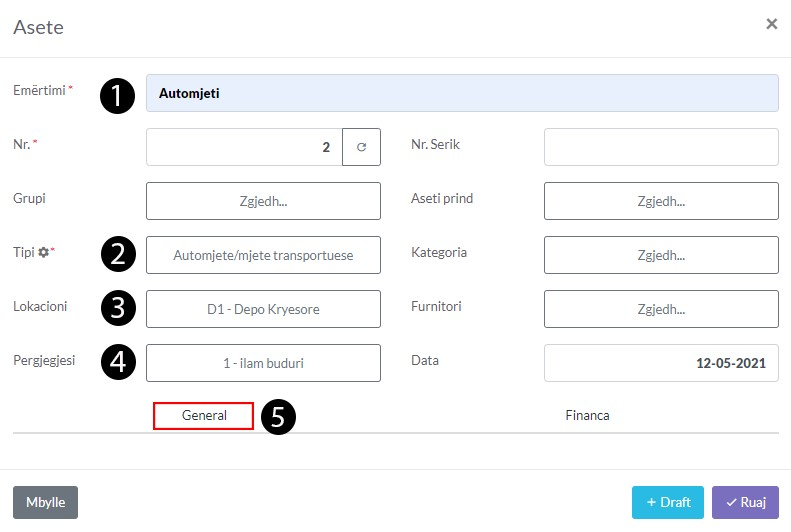 Asete ×
Emërtimi * 1 Automjeti
Nr. * 2 Nr. Serik
Grupi Zgjedh... Aseti prind Zgjedh...
Tipi * 2 Automjete/mjete transportuese Kategoria Zgjedh...
Lokacioni 3 D1 - Depo Kryesore Furnitori Zgjedh...
Pergjegjesi 4 1 - ilam buduri Data 12-05-2021
General 5 Financa
Mbylle + Draft ✓ Ruaj